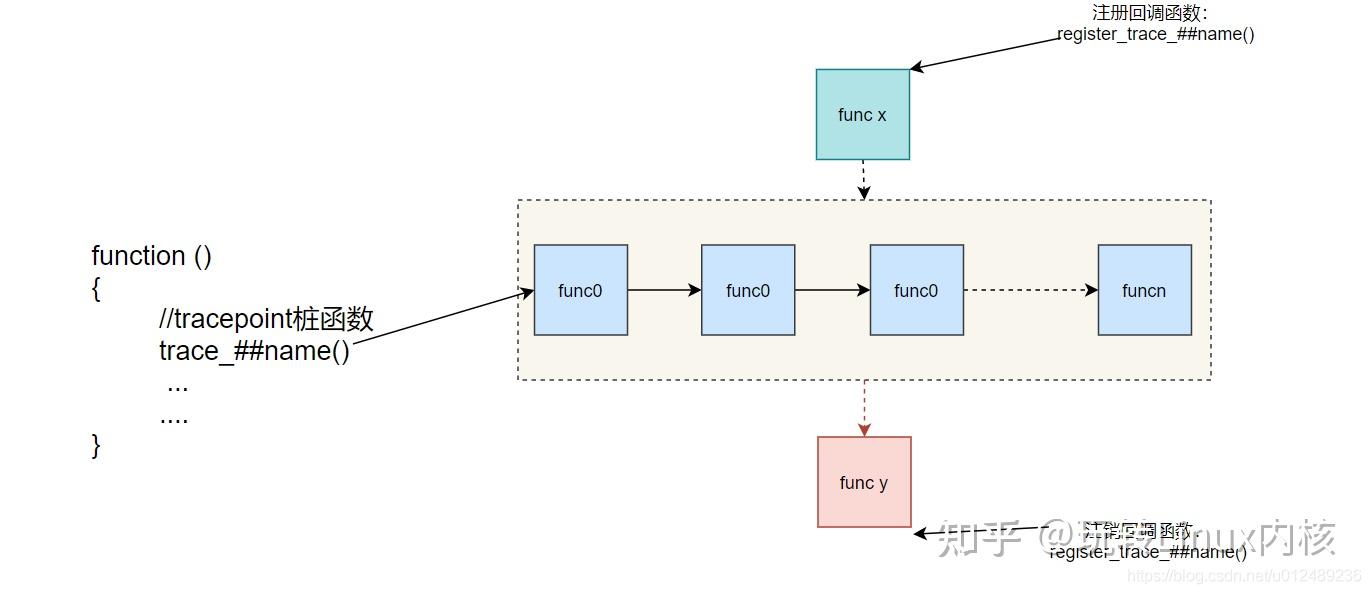 注册回调函数：
register_trace_##name()
func x
function ()
{
//tracepoint桩函数
trace_##name()
...
....
}
func0
func0
func0
funcn
func y
注销回调函数：
register_trace_##name()
知乎 @玩转Linux内核
https://blog.csdn.net/u012489236